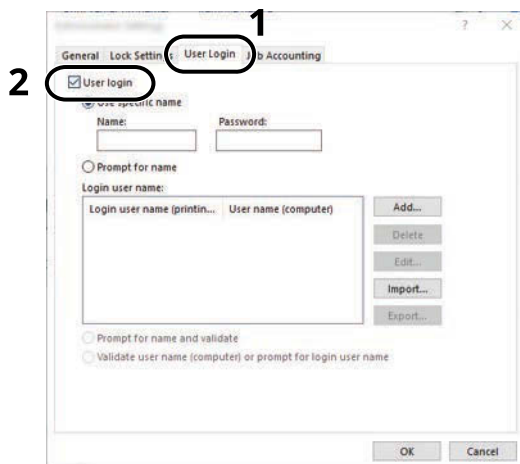 1
? ×
General Lock Settings User Login Job Accounting
2
User login
Use specific name
Name: Password:
Prompt for name
Login user name:
Login user name (printin... User name (computer)
Add...
Delete
Edit...
Import...
Export...
Prompt for name and validate
Validate user name (computer) or prompt for login user name
OK Cancel